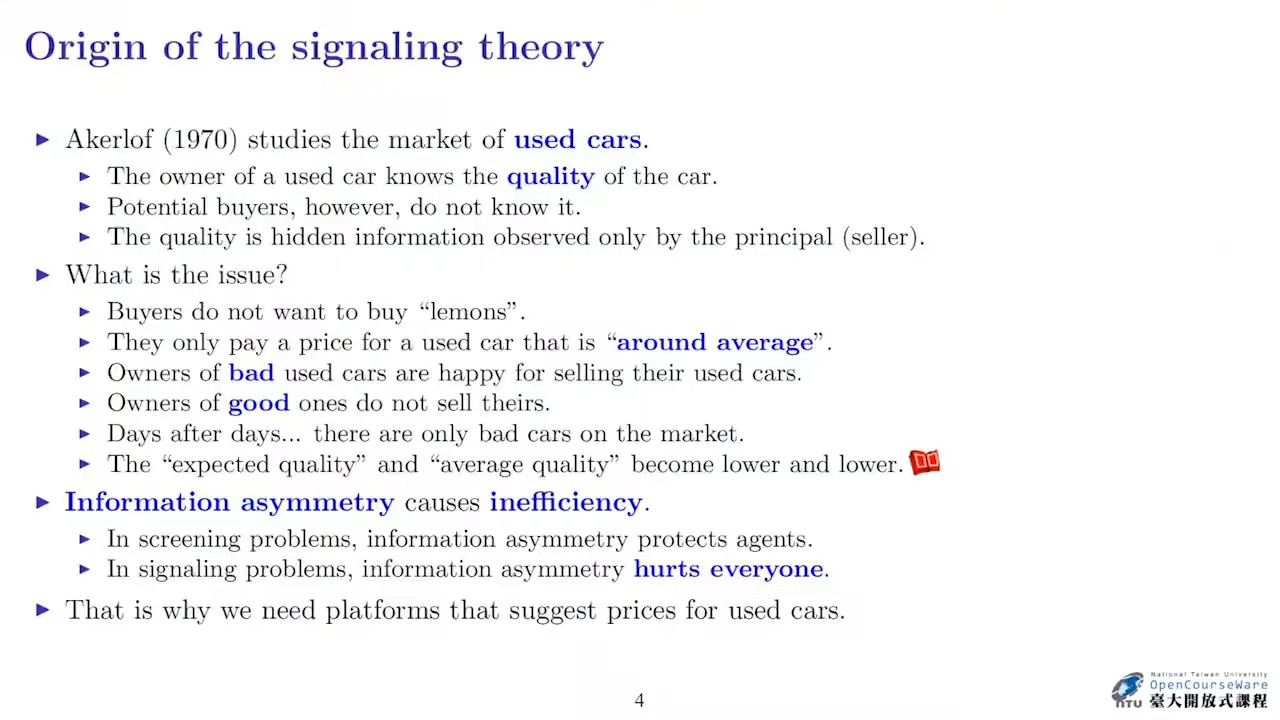 Origin of the signaling theory
Akerlof (1970) studies the market of used cars.
The owner of a used car knows the quality of the car.
Potential buyers, however, do not know it.
The quality is hidden information observed only by the principal (seller).
What is the issue?
Buyers do not want to buy “lemons”.
They only pay a price for a used car that is “around average”.
Owners of bad used cars are happy for selling their used cars.
Owners of good ones do not sell theirs.
Days after days... there are only bad cars on the market.
The “expected quality” and “average quality” become lower and lower.
Information asymmetry causes inefficiency.
In screening problems, information asymmetry protects agents.
In signaling problems, information asymmetry hurts everyone.
That is why we need platforms that suggest prices for used cars.
4
National Taiwan University
OpenCourseWare
NTU 臺大開放式課程